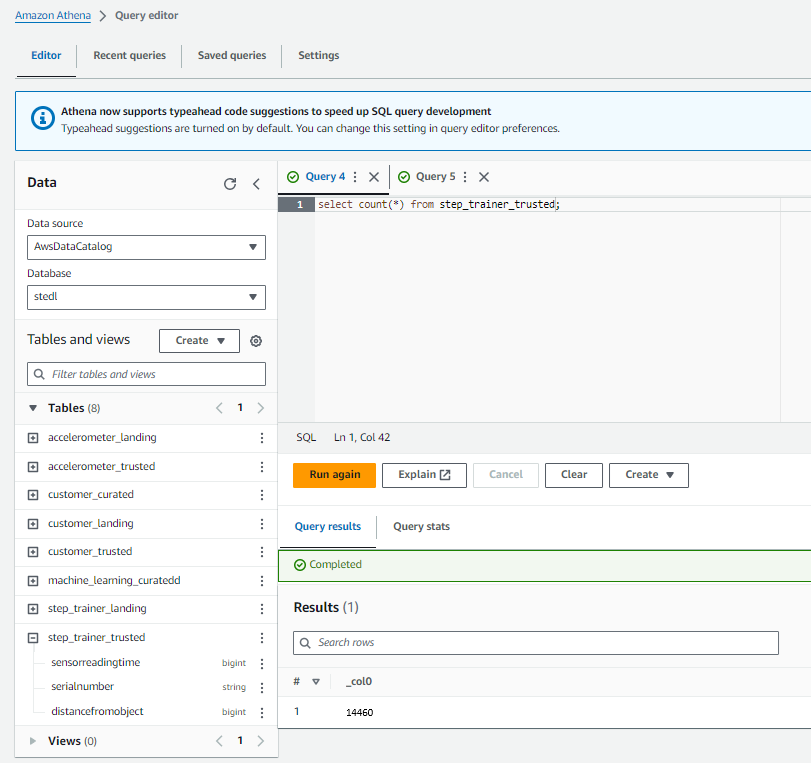 Amazon Athena > Query editor
Editor
Recent queries
Saved queries
Settings
Athena now supports typeahead code suggestions to speed up SQL query development
Typeahead suggestions are turned on by default. You can change this setting in query editor preferences.
Data
Data source
AwsDataCatalog
Database
stedl
Tables and views
Create
Filter tables and views
Tables (8)
1
accelerometer_landing
accelerometer_trusted
customer_curated
customer_landing
customer_trusted
machine_learning_curatedd
step_trainer_landing
step_trainer_trusted
sensorreadingtime bigint
serialnumber string
distancefromobject bigint
Views (0)
1
Query 4
Query 5
1 select count(*) from step_trainer_trusted;
SQL Ln 1, Col 42
Run again
Explain
Cancel
Clear
Create
Query results
Query stats
Completed
Results (1)
Search rows
# _col0
1 14460